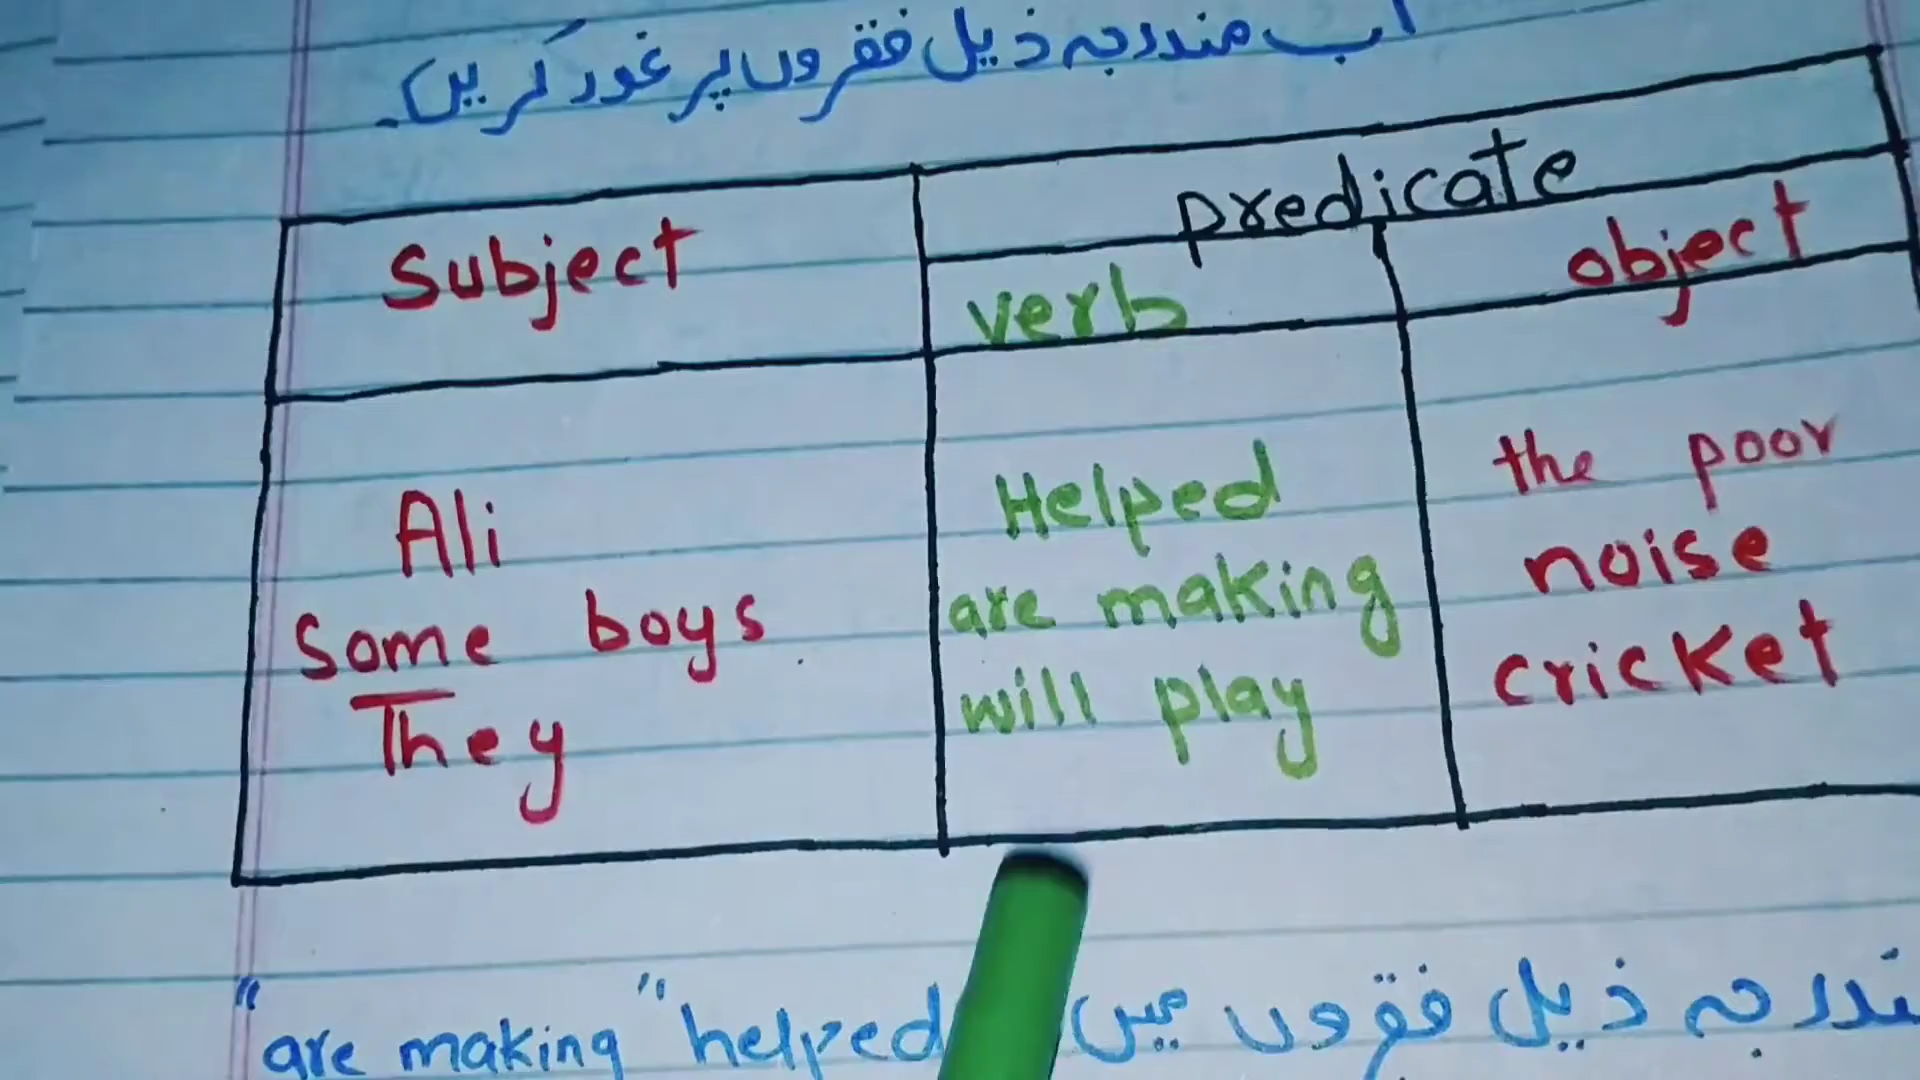 اب مندرجہ ذیل فقروں پر غور کریں۔
Subject predicate
verb object
Ali Helped the poor
Some boys are making noise
They will play cricket
ذیل فقروں میں helped" "are making